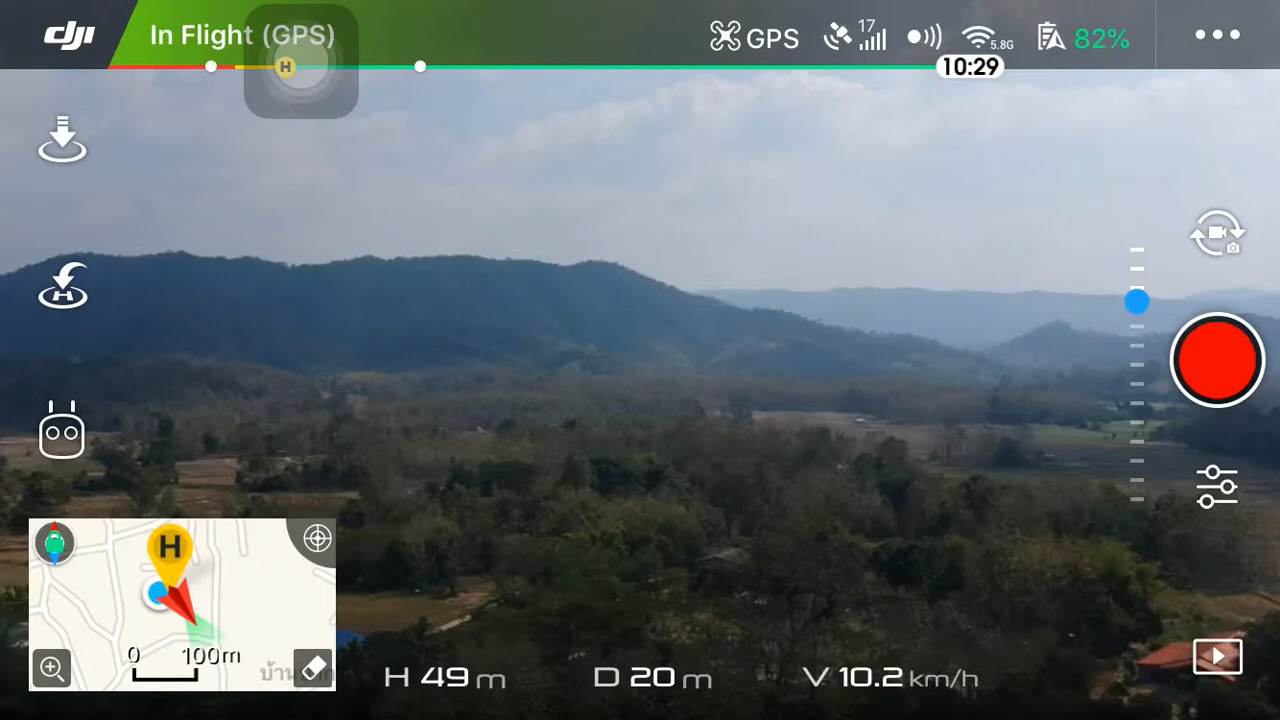 dji In Flight (GPS) GPS 17 5.8G 82%
H 10:29
H
0 100m
บ้าน
H 49 m D 20 m V 10.2 km/h